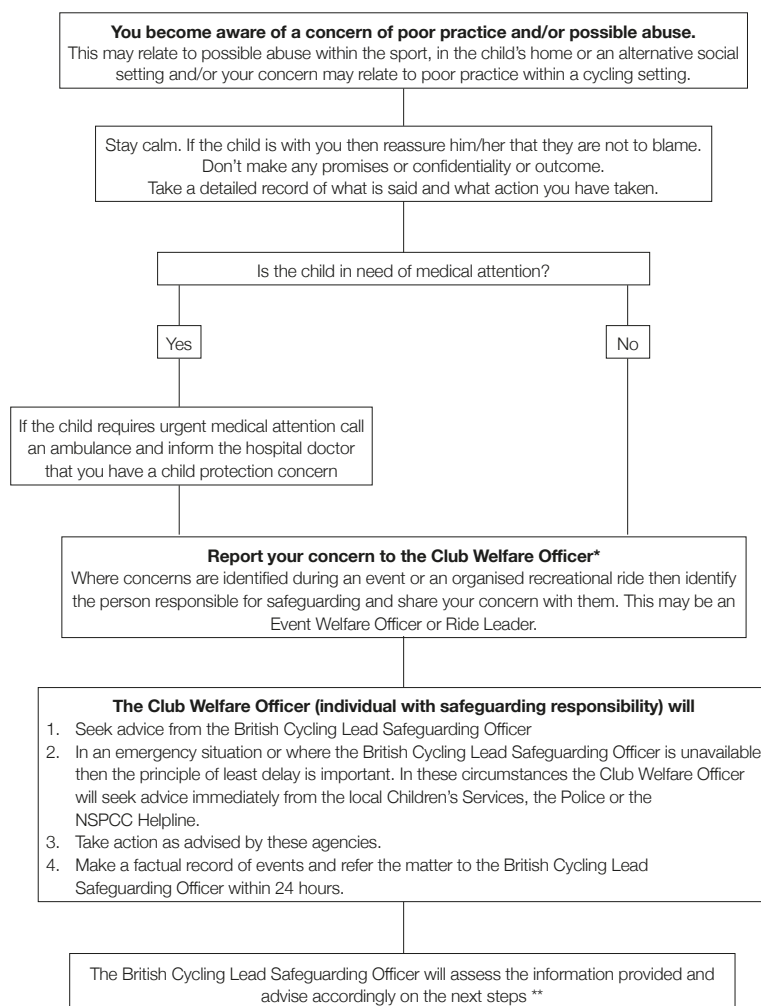 You become aware of a concern of poor practice and/or possible abuse.
This may relate to possible abuse within the sport, in the child's home or an alternative social
setting and/or your concern may relate to poor practice within a cycling setting.
Stay calm. If the child is with you then reassure him/her that they are not to blame.
Don't make any promises or confidentiality or outcome.
Take a detailed record of what is said and what action you have taken.
Is the child in need of medical attention?
Yes
No
If the child requires urgent medical attention call
an ambulance and inform the hospital doctor
that you have a child protection concern
Report your concern to the Club Welfare Officer*
Where concerns are identified during an event or an organised recreational ride then identify
the person responsible for safeguarding and share your concern with them. This may be an
Event Welfare Officer or Ride Leader.
The Club Welfare Officer (individual with safeguarding responsibility) will
1. Seek advice from the British Cycling Lead Safeguarding Officer
2. In an emergency situation or where the British Cycling Lead Safeguarding Officer is unavailable
then the principle of least delay is important. In these circumstances the Club Welfare Officer
will seek advice immediately from the local Children's Services, the Police or the
NSPCC Helpline.
3. Take action as advised by these agencies.
4. Make a factual record of events and refer the matter to the British Cycling Lead
Safeguarding Officer within 24 hours.
The British Cycling Lead Safeguarding Officer will assess the information provided and
advise accordingly on the next steps **